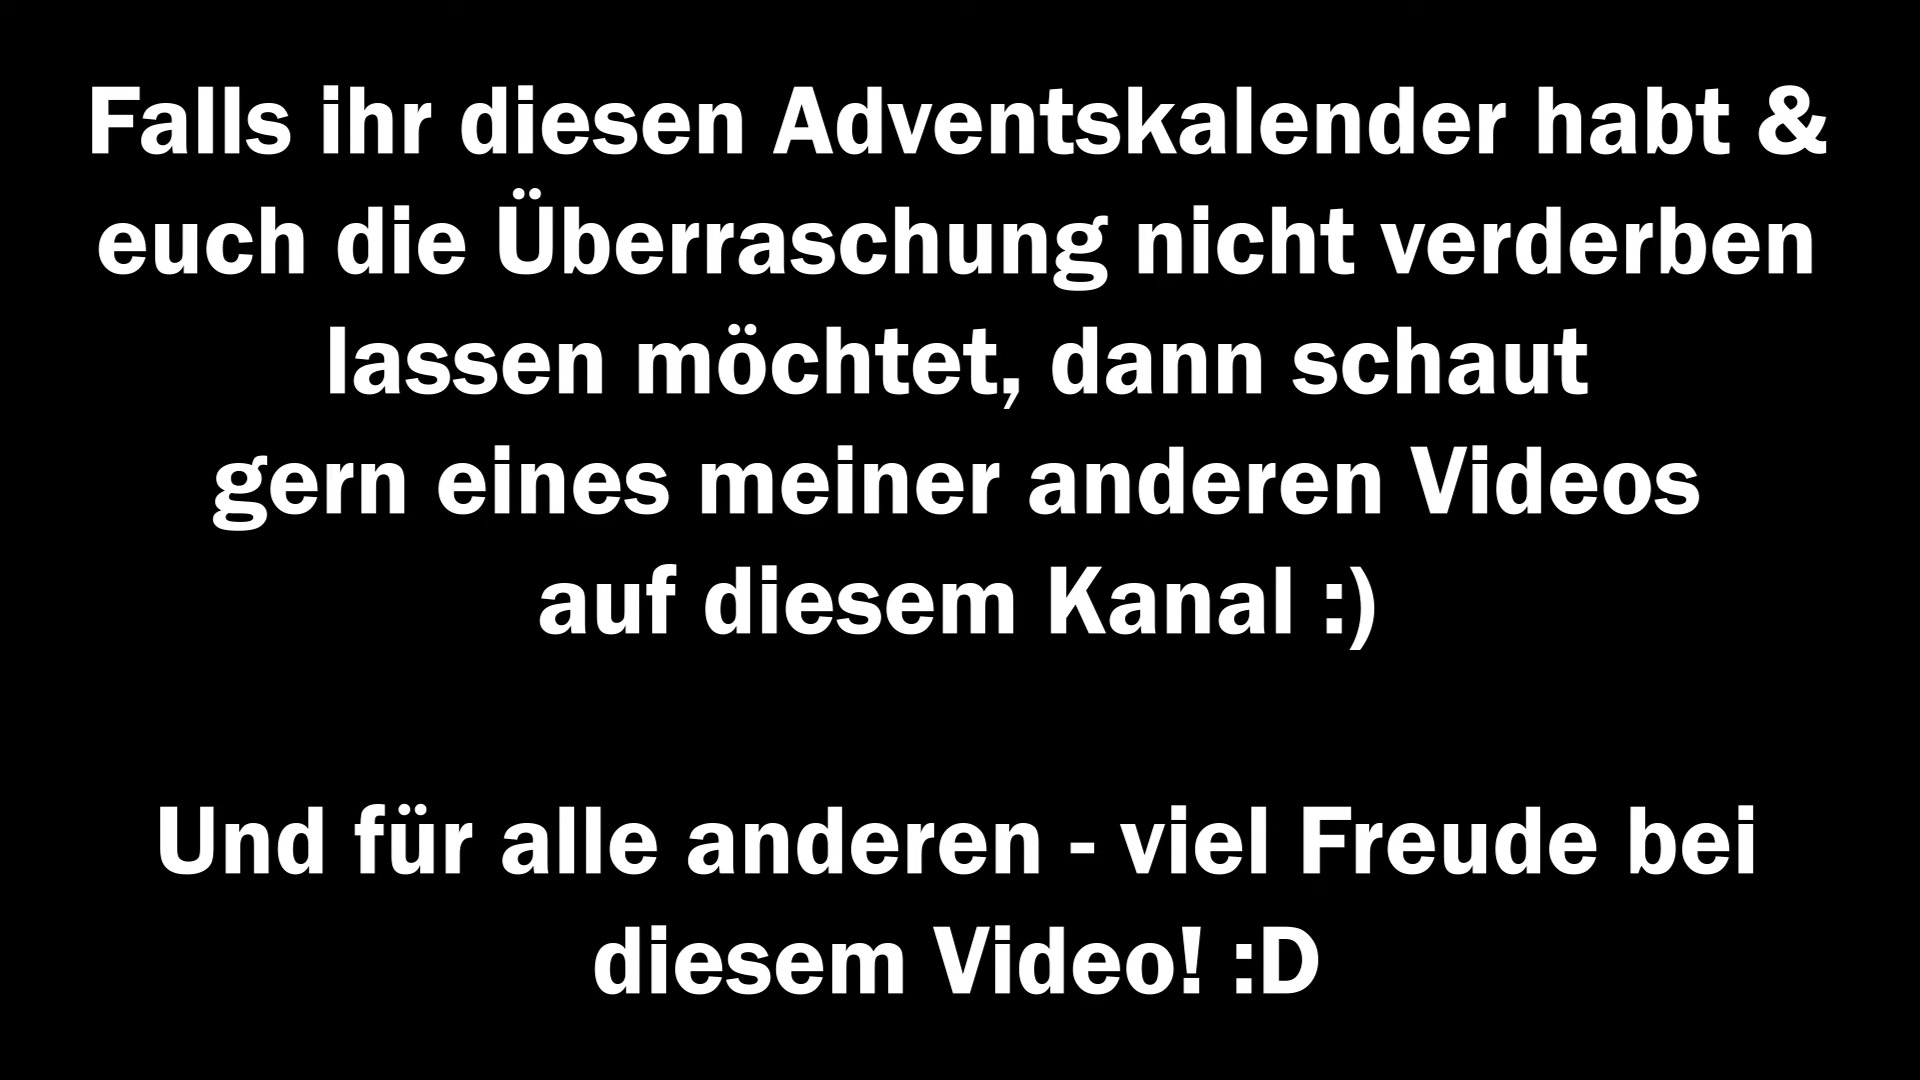 Falls ihr diesen Adventskalender habt &
euch die Überraschung nicht verderben
lassen möchtet, dann schaut
gern eines meiner anderen Videos
auf diesem Kanal :)
Und für alle anderen - viel Freude bei
diesem Video! :D